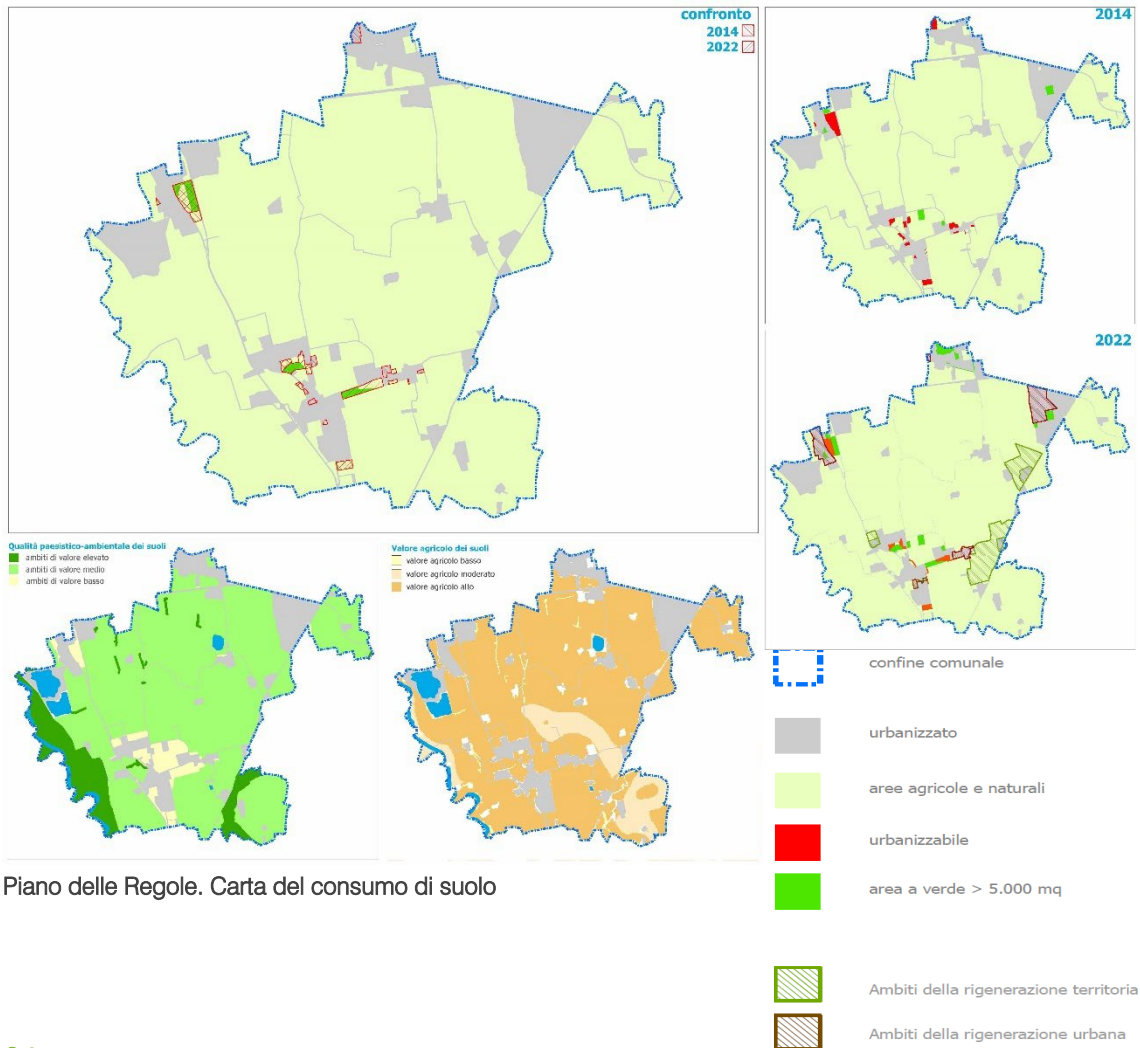 confronto
2014
2022
2014
2022
Qualità paesistico-ambientale dei suoli
ambiti di valore elevato
ambiti di valore medio
ambiti di valore basso
Valore agricolo dei suoli
valore agricolo basso
valore agricolo moderato
valore agricolo alto
Piano delle Regole. Carta del consumo di suolo
confine comunale
urbanizzato
aree agricole e naturali
urbanizzabile
area a verde > 5.000 mq
Ambiti della rigenerazione territoria
Ambiti della rigenerazione urbana